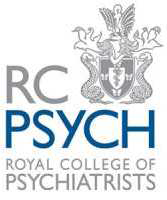 RC
PSYCH
ROYAL COLLEGE OF
PSYCHIATRISTS